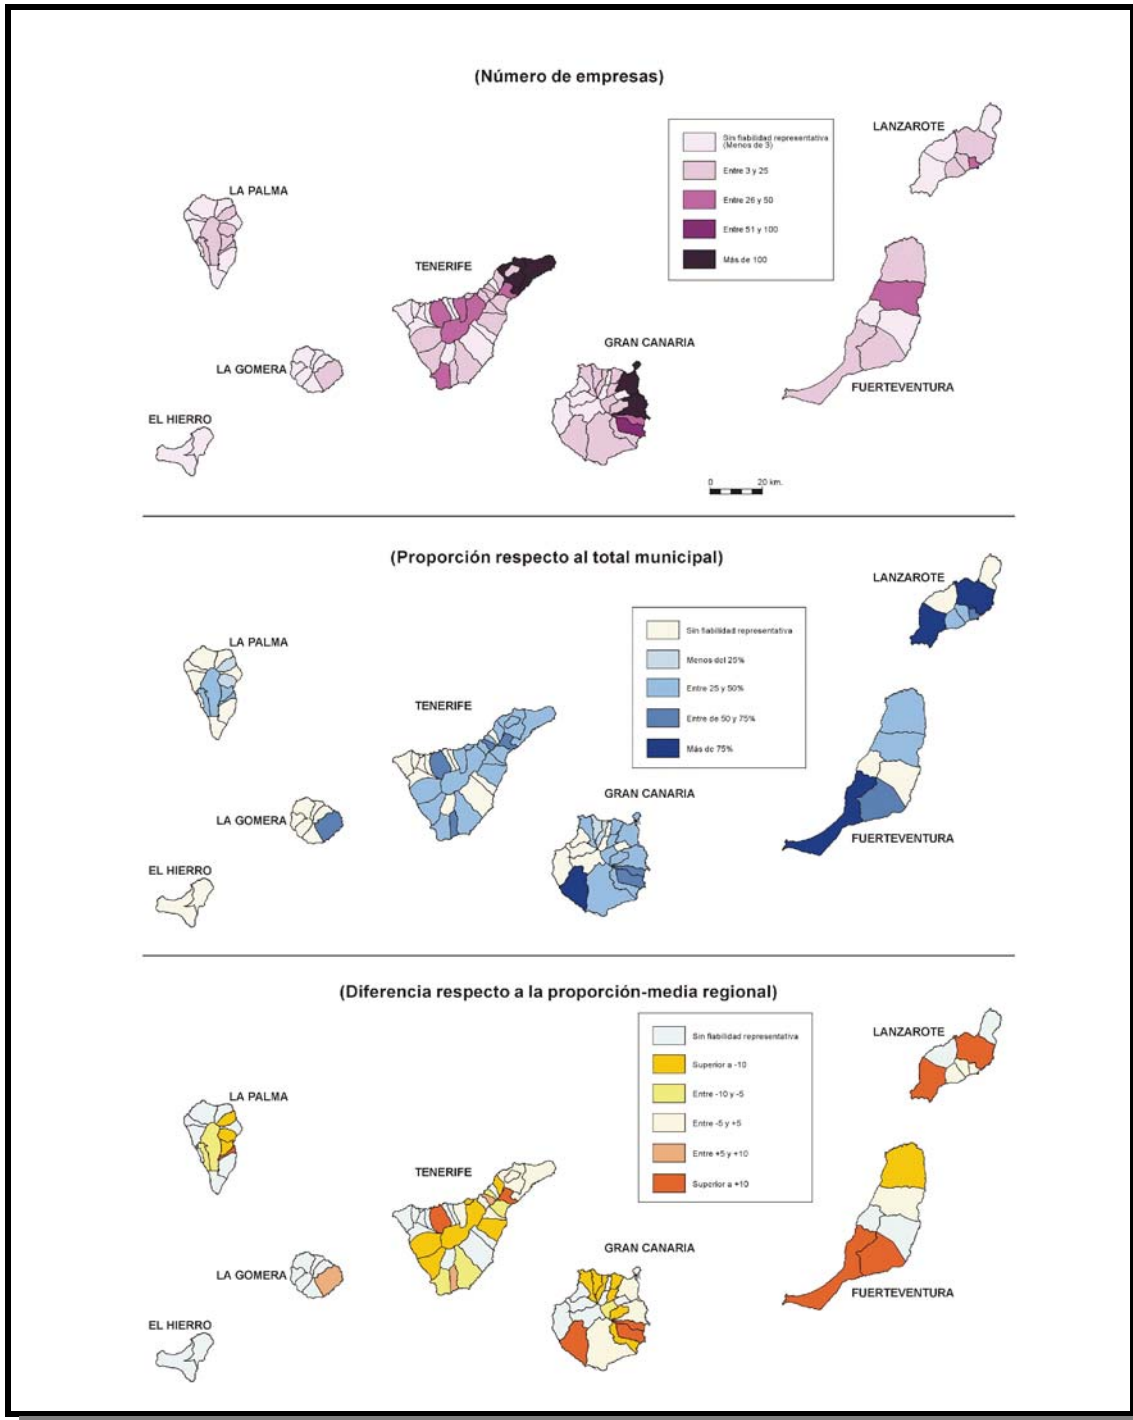 (Número de empresas)
LANZAROTE
Sin fiabilidad representativa
(Menos de 3)
Entre 3 y 25
Entre 26 y 50
Entre 51 y 100
Más de 100
LA PALMA
TENERIFE
GRAN CANARIA
LA GOMERA
FUERTEVENTURA
EL HIERRO
0 20 km.
(Proporción respecto al total municipal)
LANZAROTE
Sin fiabilidad representativa
Menos del 25%
Entre 25 y 50%
Entre de 50 y 75%
Más de 75%
LA PALMA
TENERIFE
GRAN CANARIA
LA GOMERA
FUERTEVENTURA
EL HIERRO
(Diferencia respecto a la proporción-media regional)
LANZAROTE
Sin fiabilidad representativa
Superior a -10
Entre -10 y -5
Entre -5 y +5
Entre +5 y +10
Superior a +10
LA PALMA
TENERIFE
GRAN CANARIA
LA GOMERA
FUERTEVENTURA
EL HIERRO